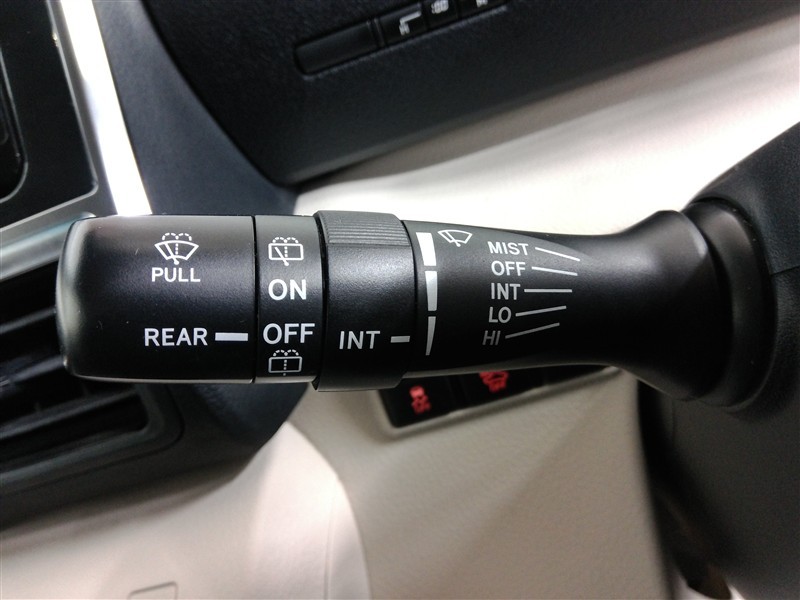 PULL
REAR
ON
OFF
INT
MIST
OFF
INT
LO
HI